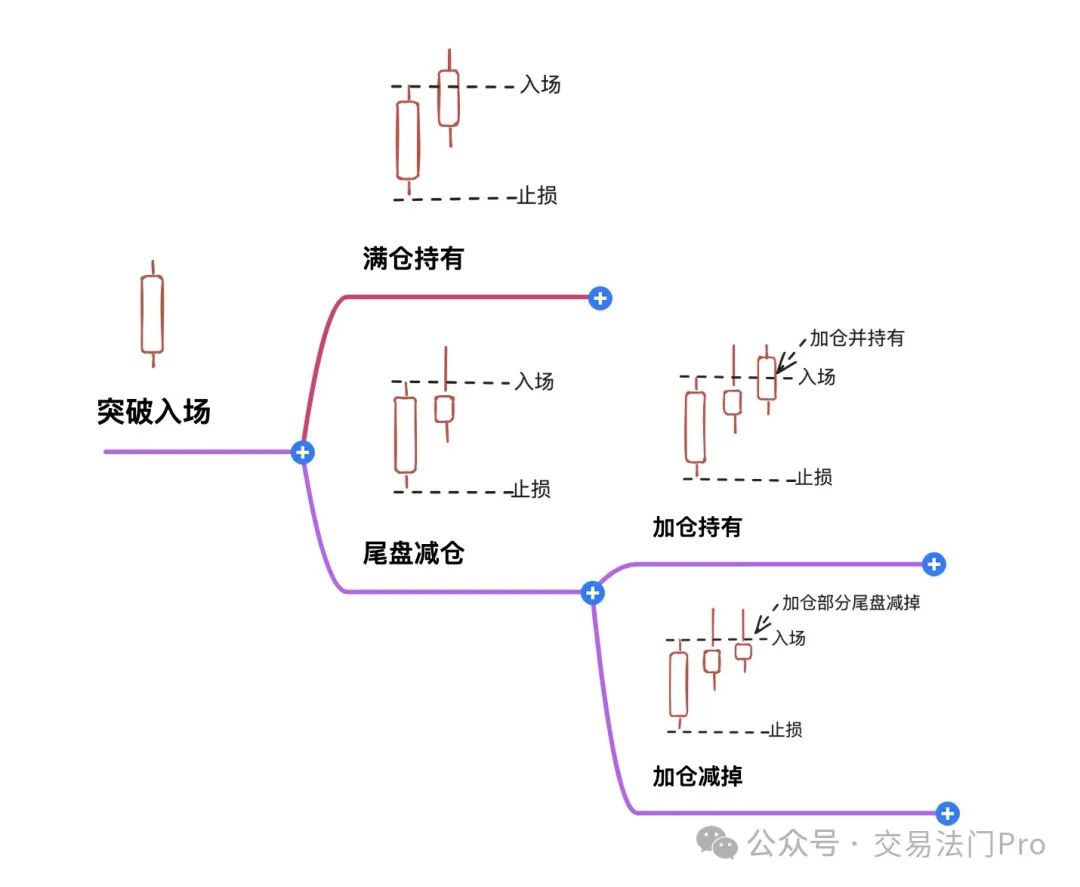 入场
止损
满仓持有
突破入场
入场
止损
尾盘减仓
加仓并持有
入场
止损
加仓持有
加仓部分尾盘减掉
入场
止损
加仓减掉
公众号 · 交易法门Pro